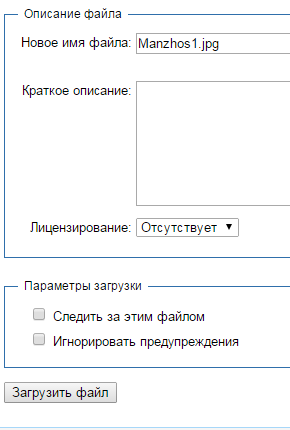 Описание файла
Новое имя файла: Manzhos1.jpg
Краткое описание:
Лицензирование: Отсутствует
Параметры загрузки
Следить за этим файлом
Игнорировать предупреждения
Загрузить файл